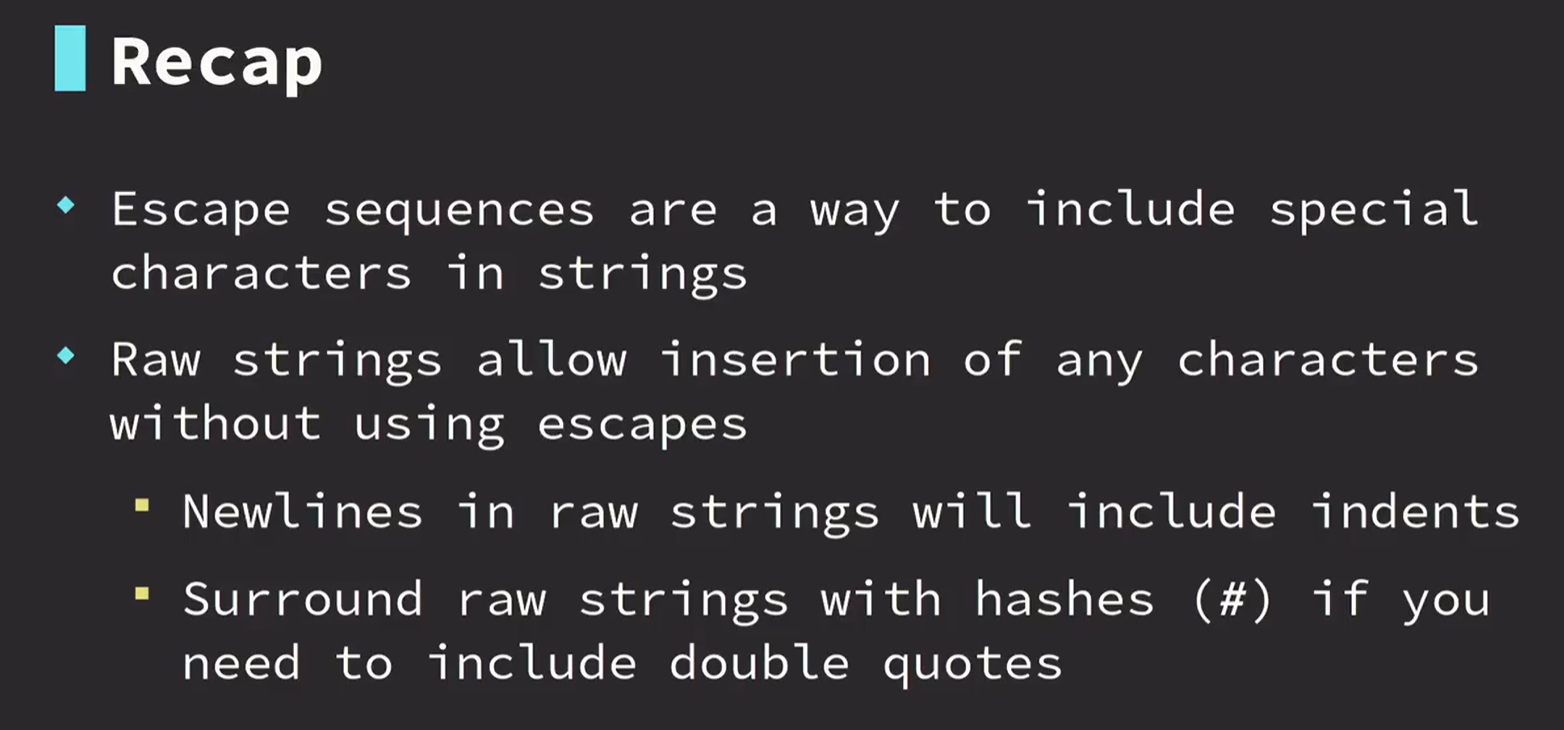 Recap
Escape sequences are a way to include special
characters in strings
Raw strings allow insertion of any characters
without using escapes
Newlines in raw strings will include indents
Surround raw strings with hashes (#) if you
need to include double quotes